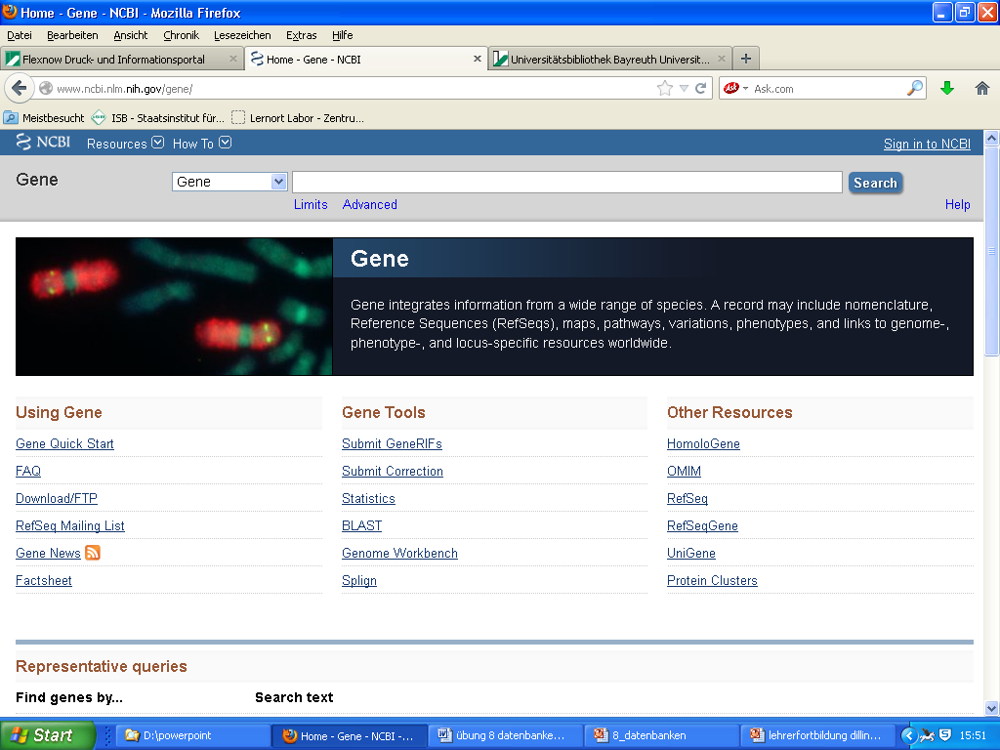 Home - Gene - NCBI - Mozilla Firefox
Datei Bearbeiten Ansicht Chronik Lesezeichen Extras Hilfe
Flexnow Druck- und Informationsportal Home - Gene - NCBI Universitätsbibliothek Bayreuth Universit...
www.ncbi.nlm.nih.gov/gene/ Ask Ask.com
Meistbesucht ISB - Staatsinstitut für... Lernort Labor - Zentru...
NCBI Resources How To Sign in to NCBI
Gene Gene Search
Limits Advanced Help
Gene
Gene integrates information from a wide range of species. A record may include nomenclature,
Reference Sequences (RefSeqs), maps, pathways, variations, phenotypes, and links to genome-,
phenotype-, and locus-specific resources worldwide.
Using Gene
Gene Quick Start
FAQ
Download/FTP
RefSeq Mailing List
Gene News
Factsheet
Gene Tools
Submit GeneRIFs
Submit Correction
Statistics
BLAST
Genome Workbench
Splign
Other Resources
HomoloGene
OMIM
RefSeq
RefSeqGene
UniGene
Protein Clusters
Representative queries
Find genes by... Search text
Start D:\powerpoint Home - Gene - NCBI -... übung 8 datenbanke... 8_datenbanken lehrerfortbildung dillin... 15:51